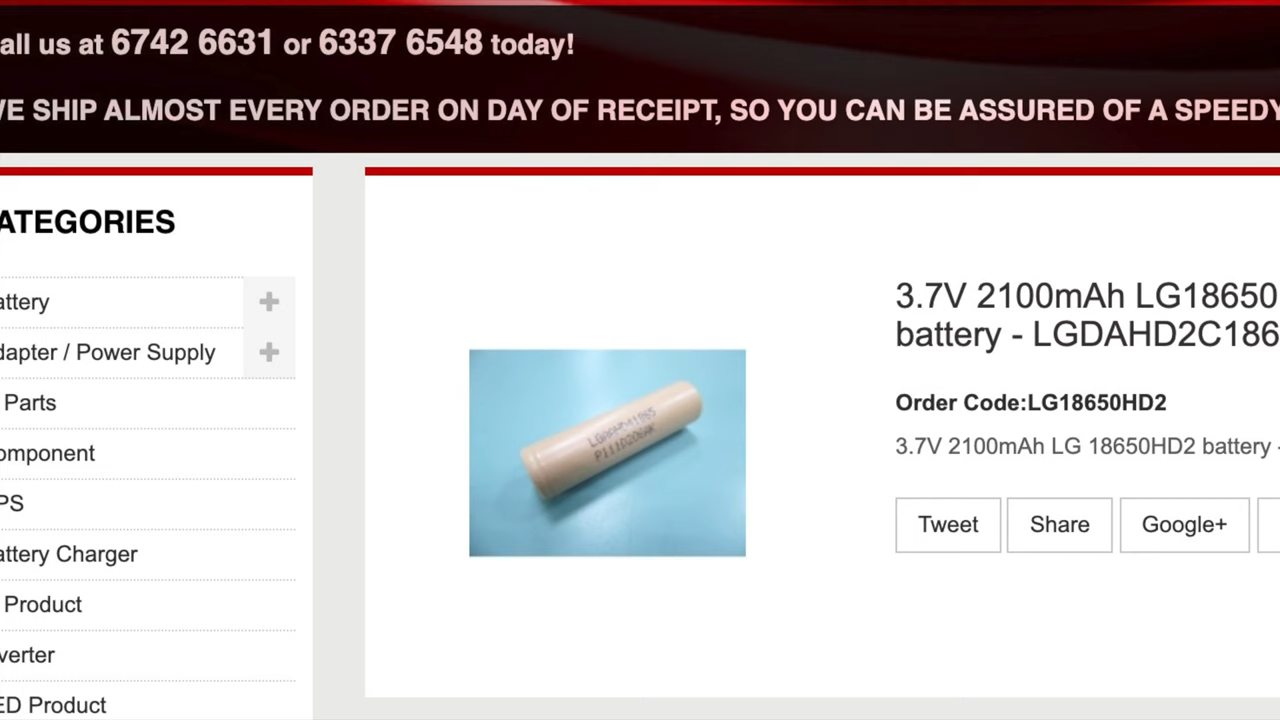 all us at 6742 6631 or 6337 6548 today!
VE SHIP ALMOST EVERY ORDER ON DAY OF RECEIPT, SO YOU CAN BE ASSURED OF A SPEEDY
ATEGORIES
attery
dapter / Power Supply
Parts
omponent
PS
attery Charger
Product
verter
ED Product
3.7V 2100mAh LG18650
battery - LGDAHD2C186
Order Code:LG18650HD2
3.7V 2100mAh LG 18650HD2 battery -
Tweet
Share
Google+